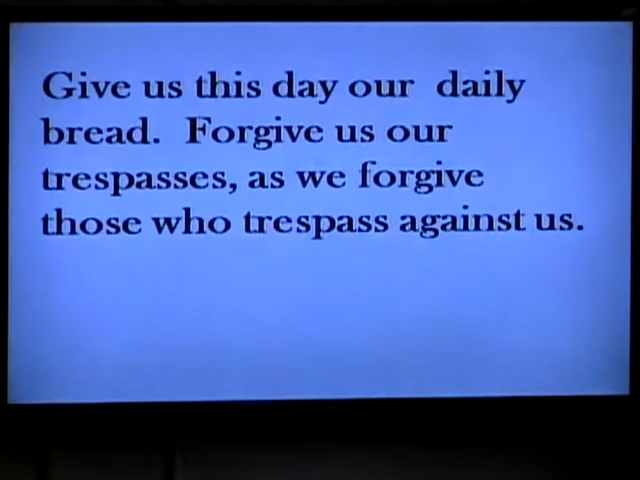 Give us this day our daily
bread. Forgive us our
trespasses, as we forgive
those who trespass against us.